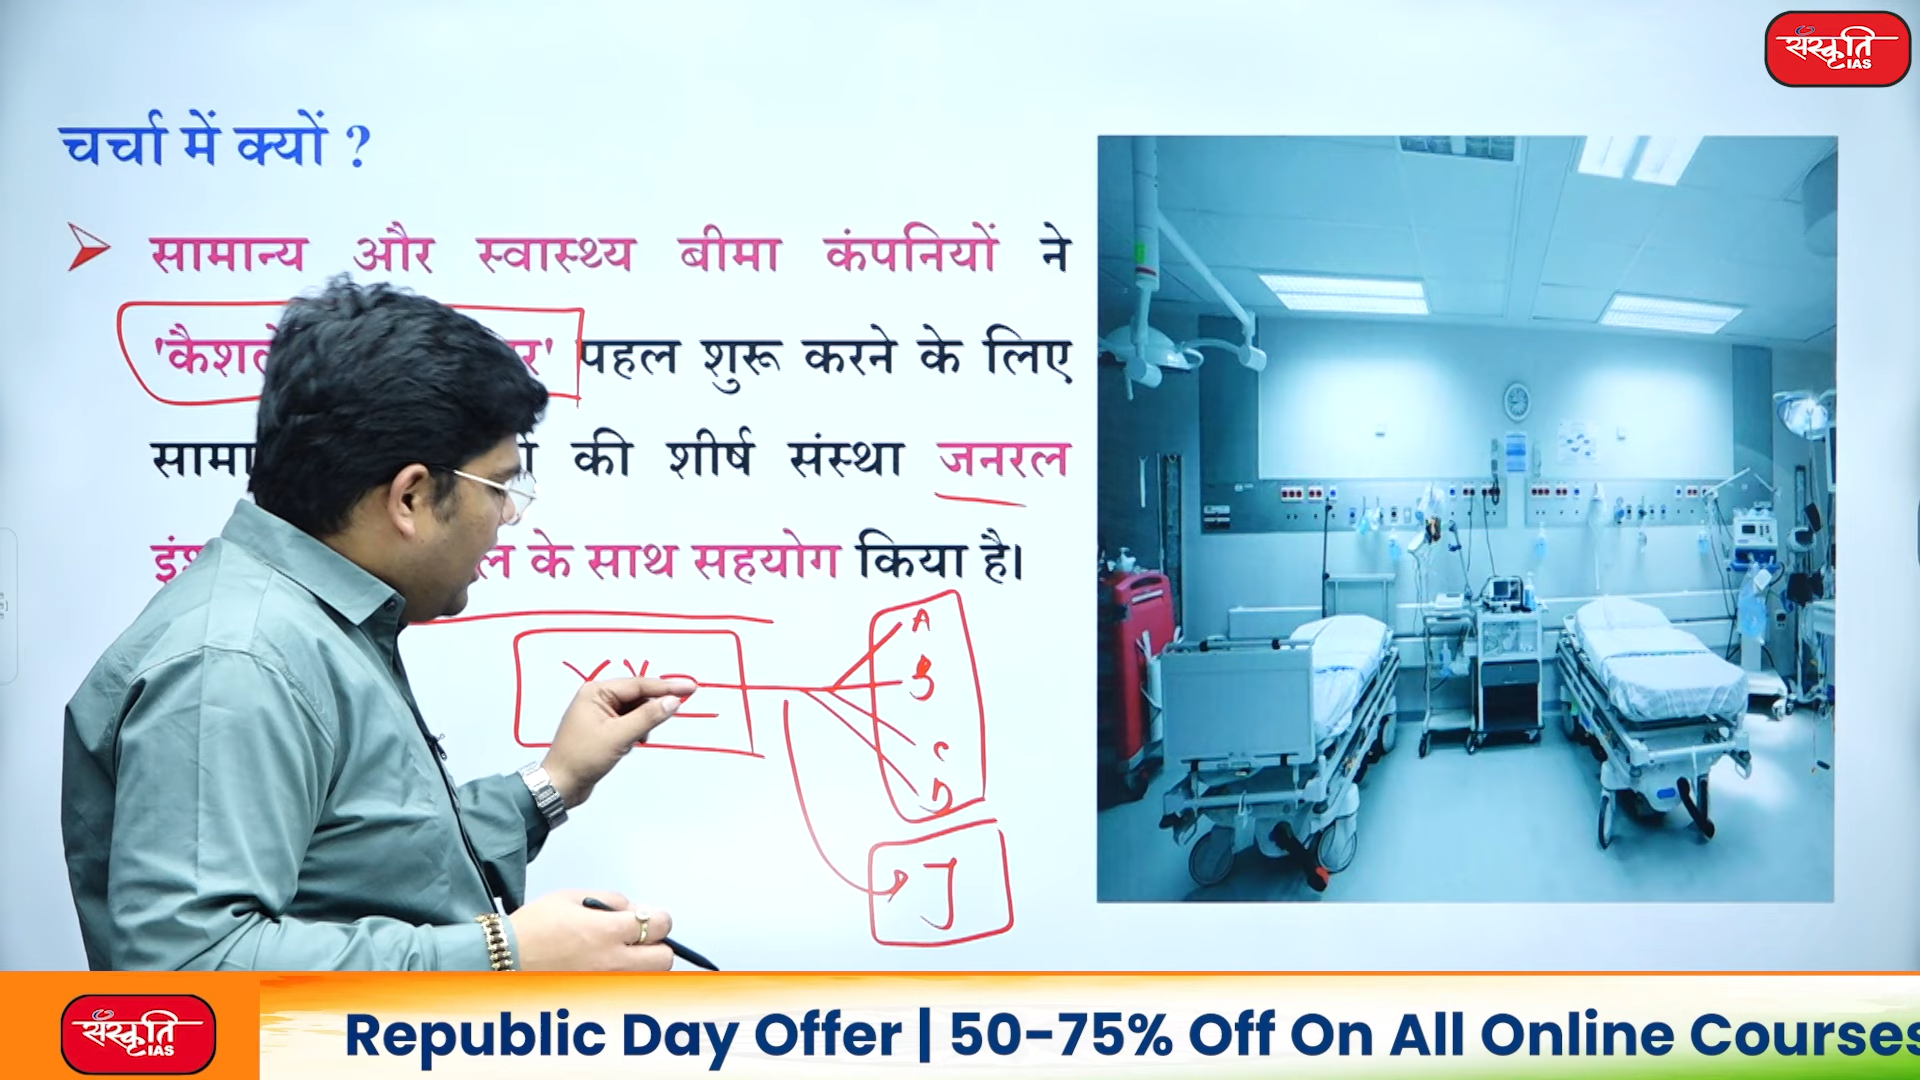 संस्कृति
IAS
चर्चा में क्यों ?
सामान्य और स्वास्थ्य बीमा कंपनियों ने
पहल शुरू करने के लिए
की शीर्ष संस्था जनरल
के साथ सहयोग किया है।
A
B
C
D
J
संस्कृति
IAS
Republic Day Offer | 50-75% Off On All Online Courses